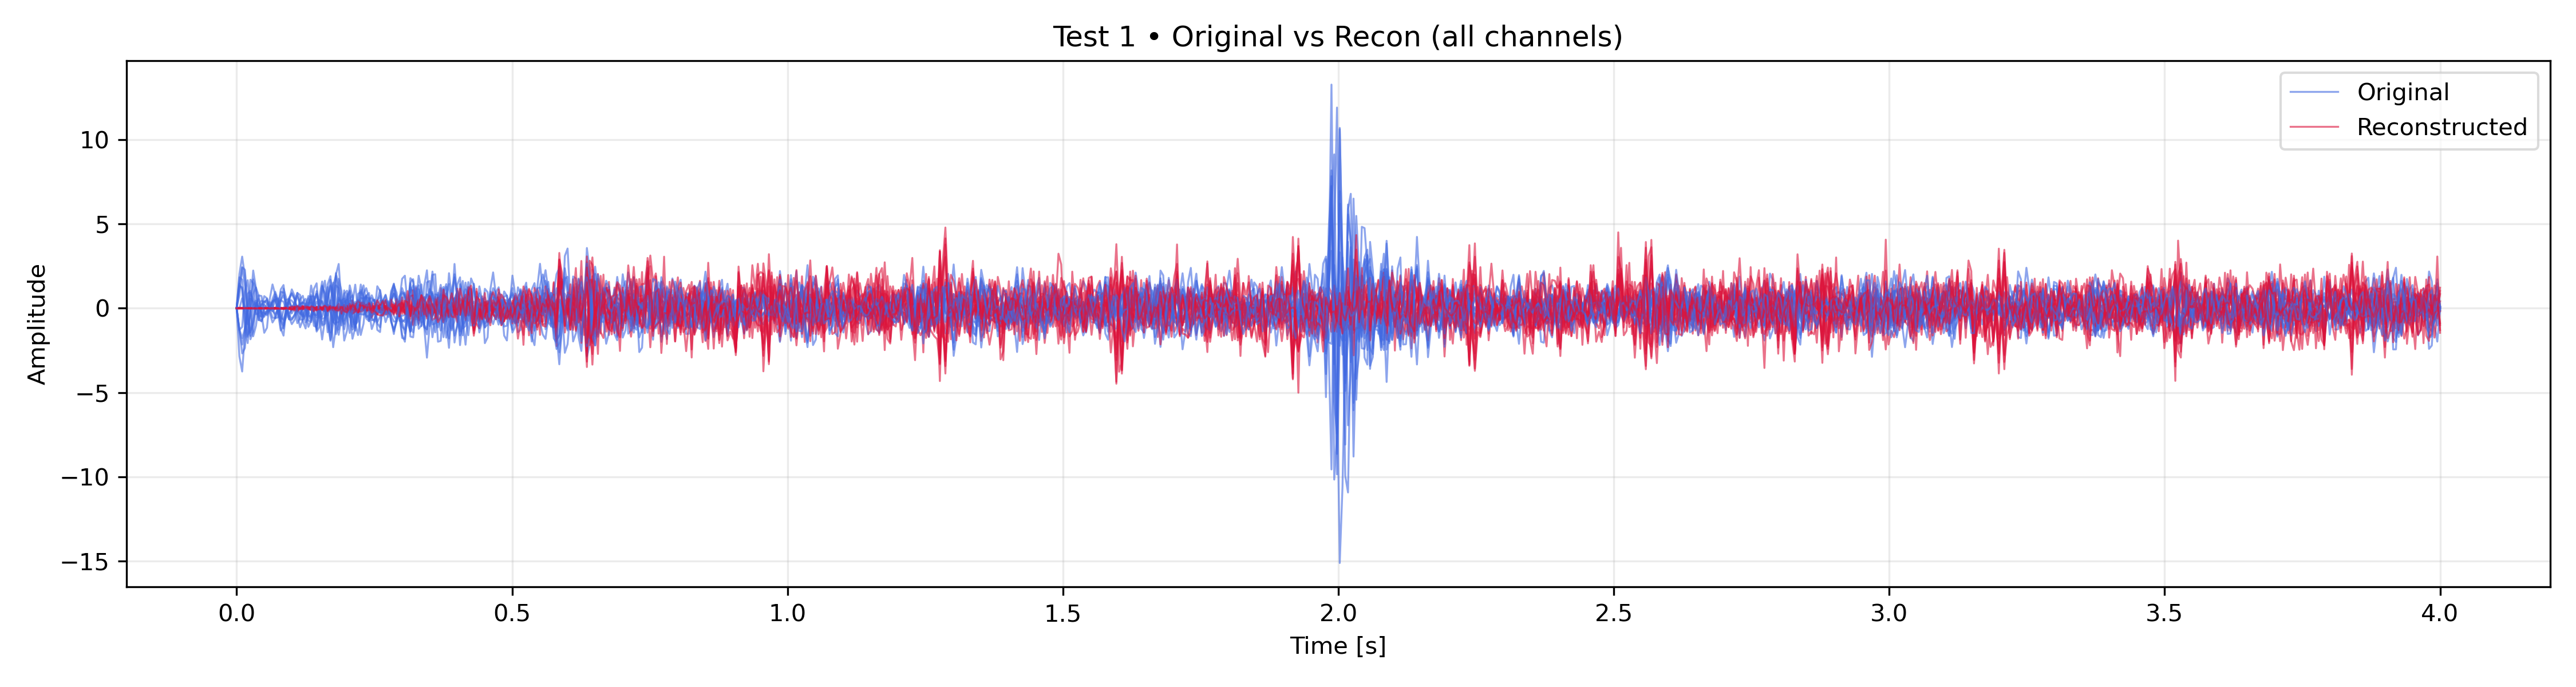 Test 1 • Original vs Recon (all channels)
Original
Reconstructed
Amplitude
10
5
0
−5
−10
−15
0.0 0.5 1.0 1.5 2.0 2.5 3.0 3.5 4.0
Time [s]